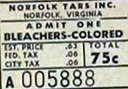 NORFOLK TARS INC.
NORFOLK, VIRGINIA
ADMIT ONE
BLEACHERS-COLORED
EST. PRICE .63 TOTAL
FED. TAX .06 75c
CITY TAX .06
A 005888